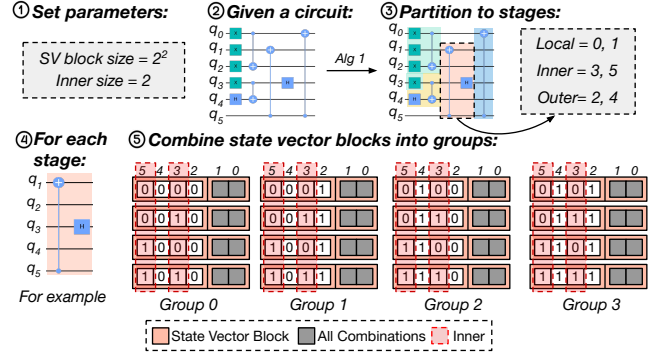 ① Set parameters:
SV block size = 2²
Inner size = 2
② Given a circuit:
q0
q1
q2
q3
q4
q5
X
X
X
X
H
H
Alg 1
③ Partition to stages:
q0
q1
q2
q3
q4
q5
X
X
X
X
H
H
Local = 0, 1
Inner = 3, 5
Outer= 2, 4
④ For each
stage:
q1
q2
q3
q4
q5
H
For example
⑤ Combine state vector blocks into groups:
5 4 3 2 1 0
0 0 0 0
0 0 1 0
1 0 0 0
1 0 1 0
Group 0
5 4 3 2 1 0
0 0 0 1
0 0 1 1
1 0 0 1
1 0 1 1
Group 1
5 4 3 2 1 0
0 1 0 0
0 1 1 0
1 1 0 0
1 1 1 0
Group 2
5 4 3 2 1 0
0 1 0 1
0 1 1 1
1 1 0 1
1 1 1 1
Group 3
State Vector Block
All Combinations
Inner